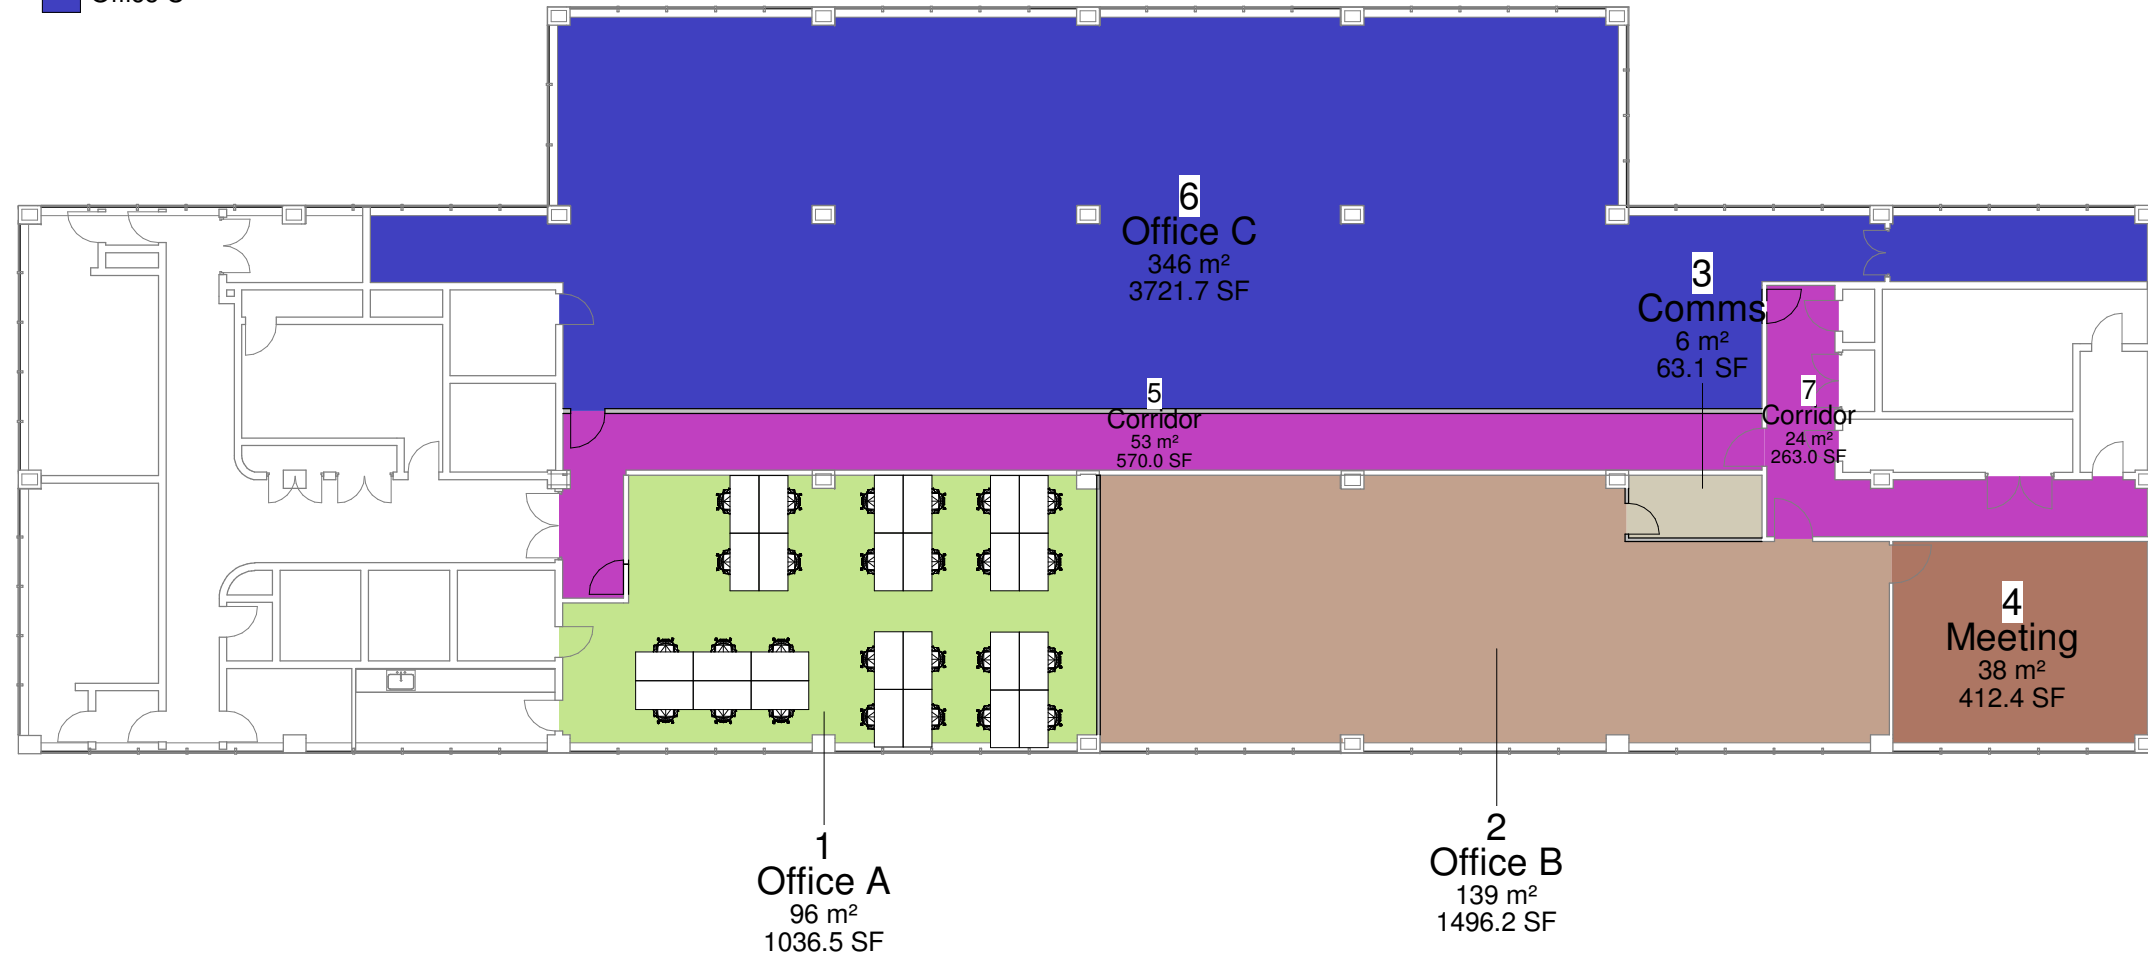 Office C
6
Office C
346 m²
3721.7 SF
3
Comms
6 m²
63.1 SF
5
Corridor
53 m²
570.0 SF
7
Corridor
24 m²
263.0 SF
4
Meeting
38 m²
412.4 SF
1
Office A
96 m²
1036.5 SF
2
Office B
139 m²
1496.2 SF